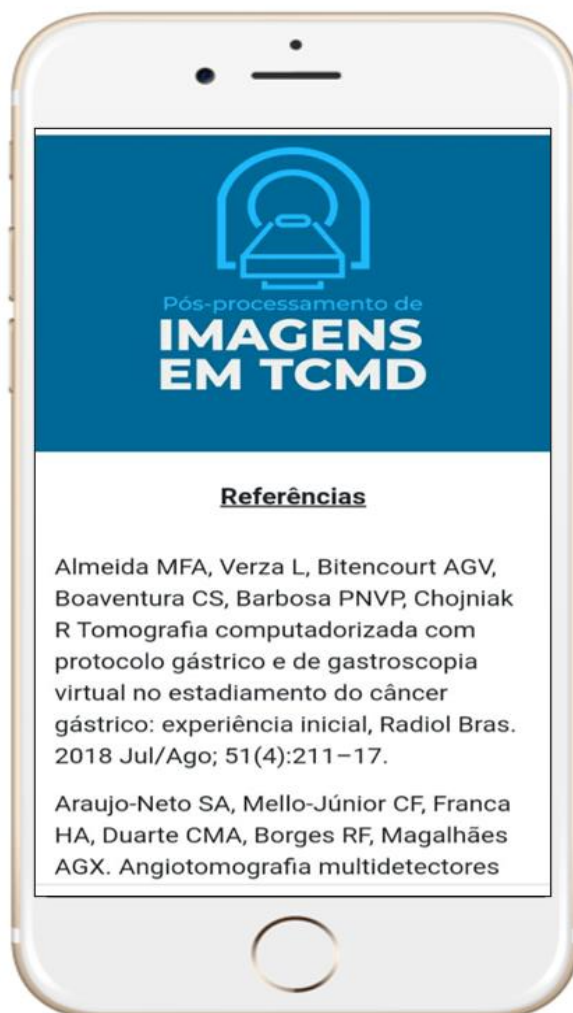 Pós-processamento de
IMAGENS
EM TCMD
Referências
Almeida MFA, Verza L, Bitencourt AGV,
Boaventura CS, Barbosa PNVP, Chojniak
R Tomografia computadorizada com
protocolo gástrico e de gastroscopia
virtual no estadiamento do câncer
gástrico: experiência inicial, Radiol Bras.
2018 Jul/Ago; 51(4):211–17.
Araujo-Neto SA, Mello-Júnior CF, Franca
HA, Duarte CMA, Borges RF, Magalhães
AGX. Angiotomografia multidetectores